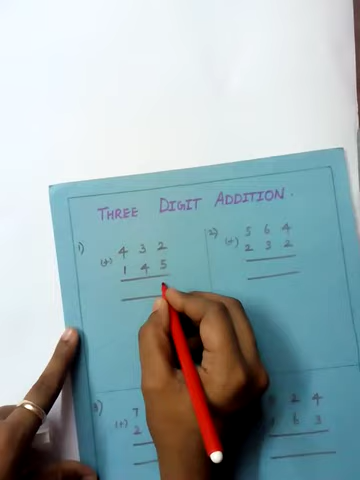 THREE DIGIT ADDITION.
1)
4 3 2
(+) 1 4 5
2)
5 6 4
(+) 2 3 2
3)
7
(+) 2
2 4
6 3